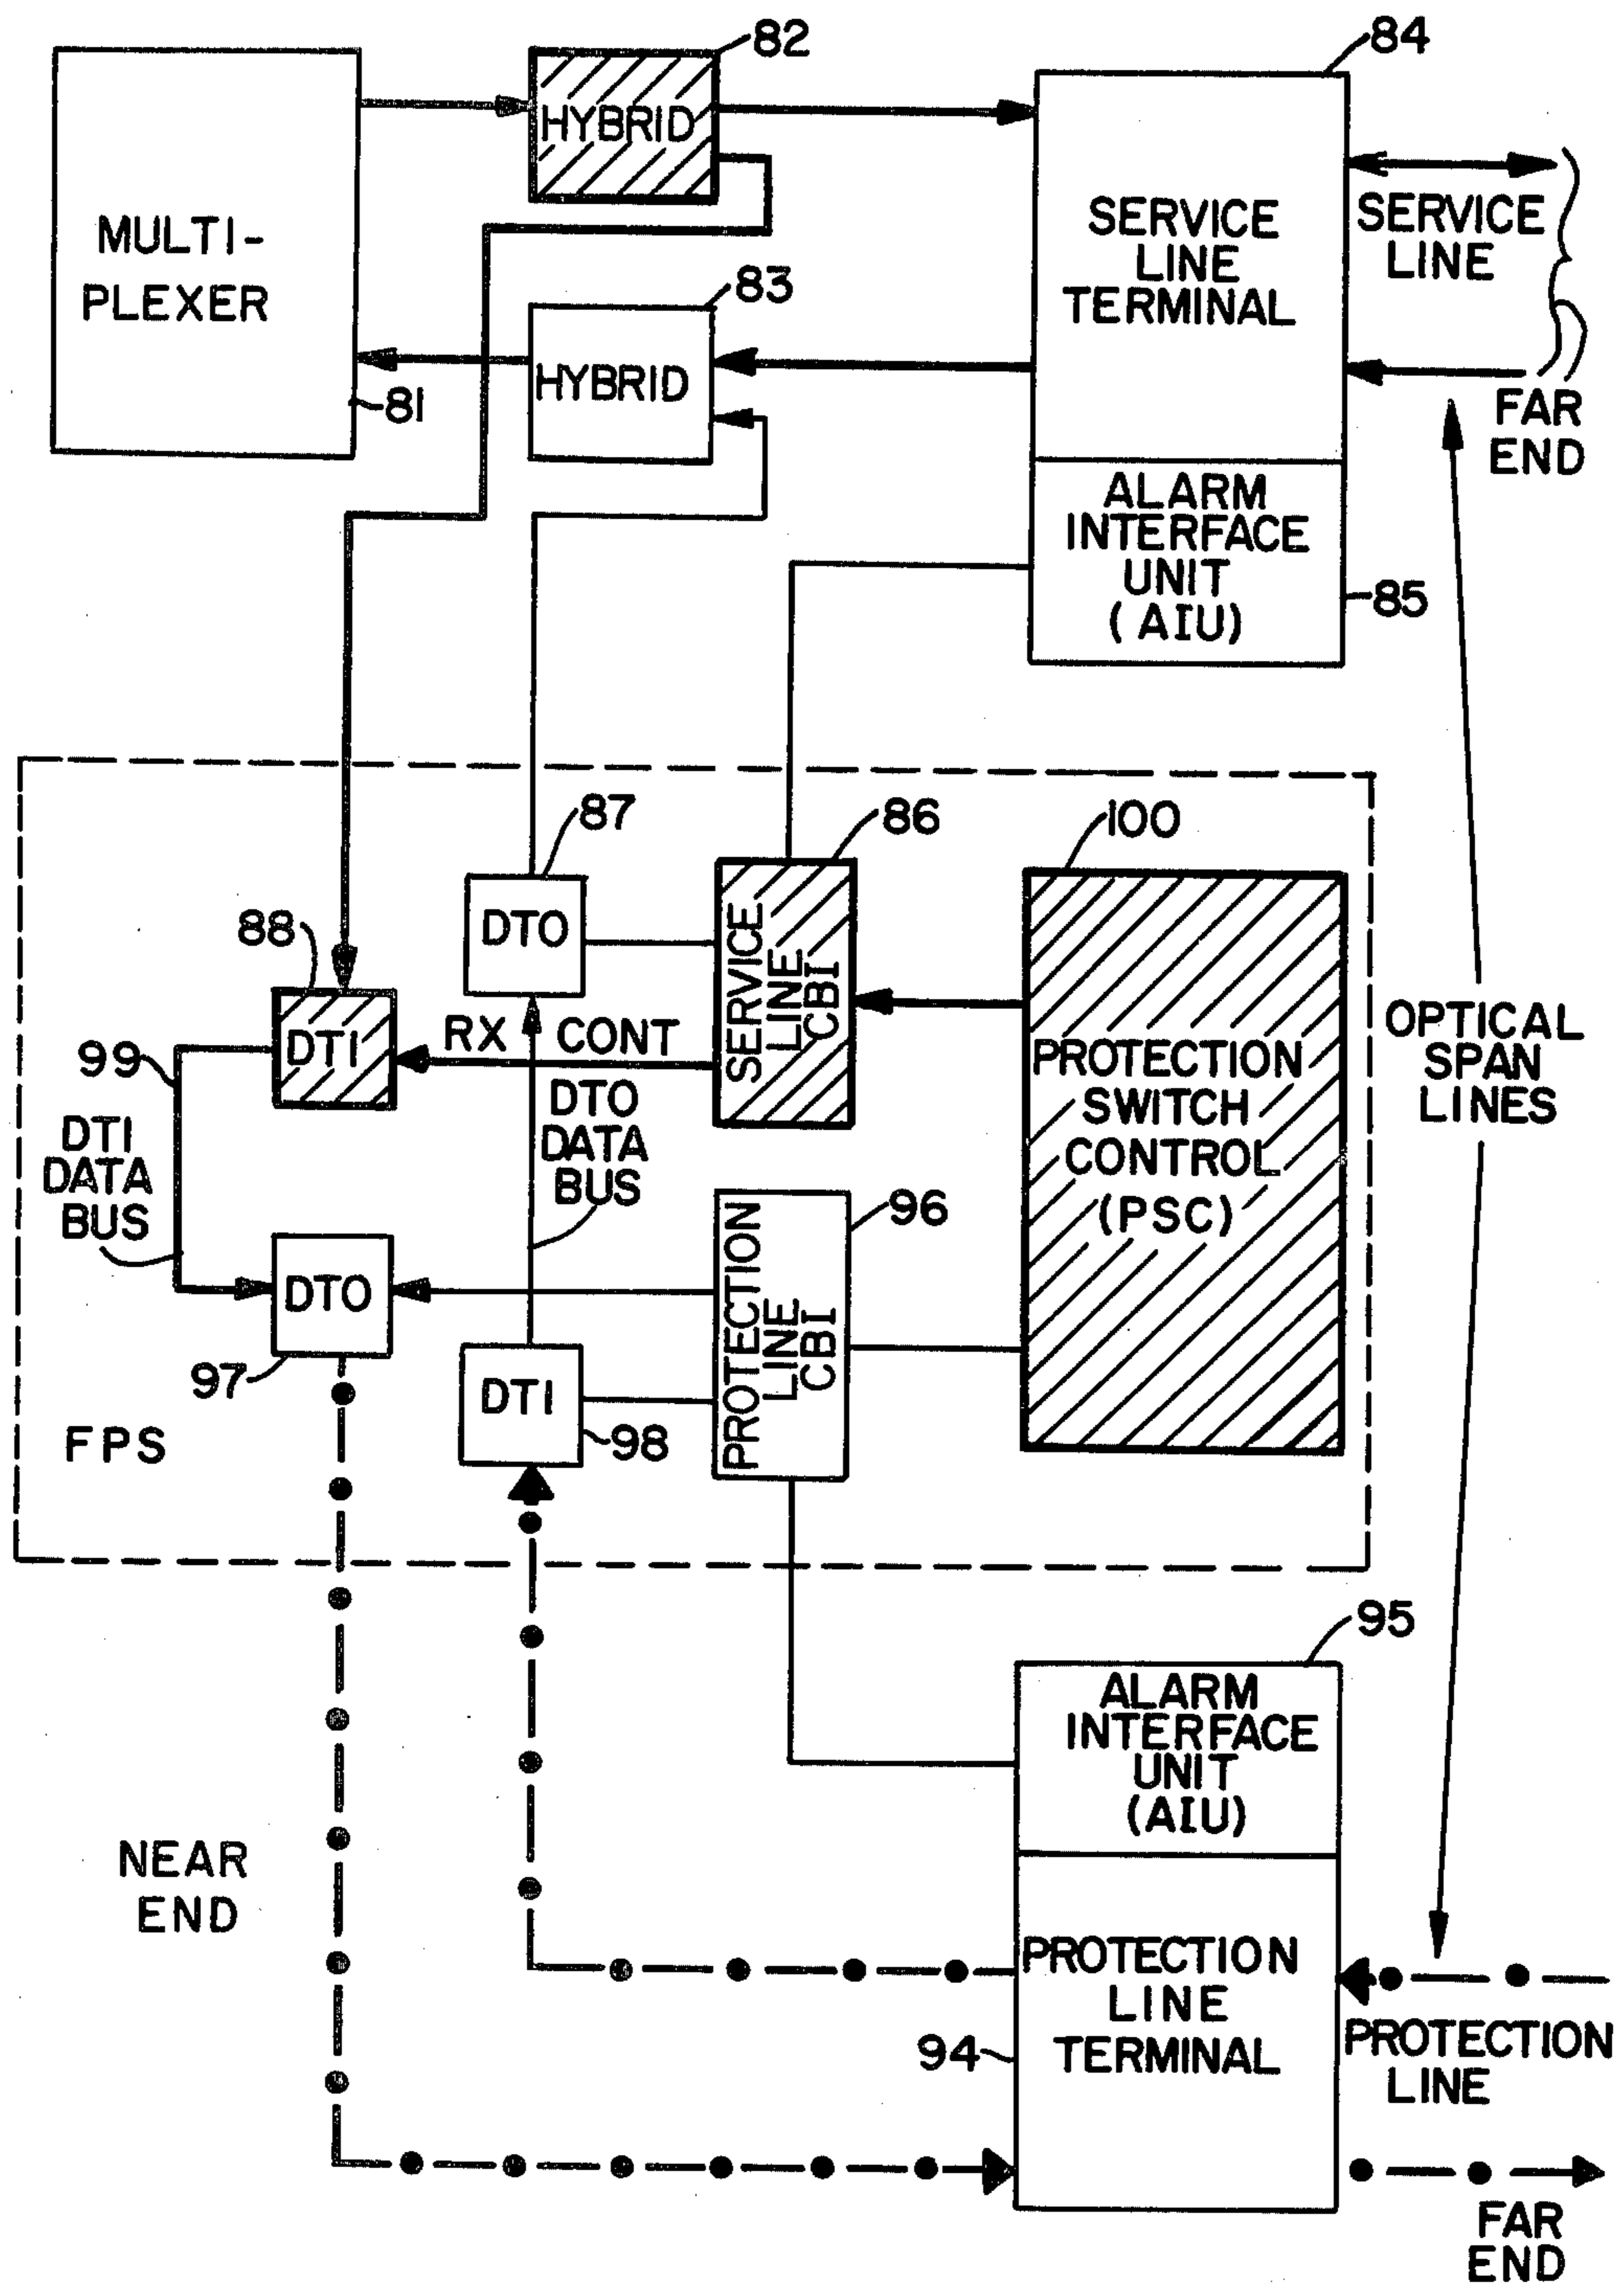 82
84
HYBRID
MULTI-
PLEXER
SERVICE
LINE
TERMINAL
SERVICE
LINE
83
HYBRID
81
FAR
END
ALARM
INTERFACE
UNIT
(AIU)
85
87
86
100
88
DTO
SERVICE
LINE
CBI
DTI
RX CONT
99
DTI
DATA
BUS
DTO
DATA
BUS
PROTECTION
SWITCH
CONTROL
(PSC)
OPTICAL
SPAN
LINES
96
PROTECTION
LINE
CBI
DTO
97
DTI
98
FPS
95
ALARM
INTERFACE
UNIT
(AIU)
NEAR
END
PROTECTION
LINE
TERMINAL
94
PROTECTION
LINE
FAR
END